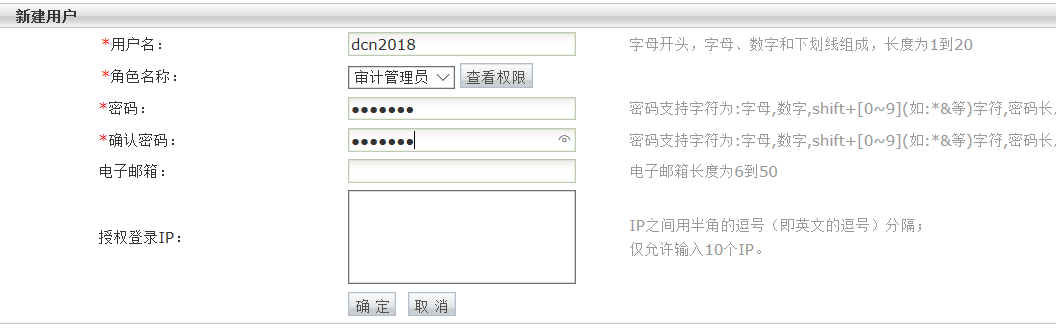 新建用户
*用户名： dcn2018 字母开头，字母、数字和下划线组成，长度为1到20
*角色名称： 审计管理员 查看权限
*密码： ●●●●●●● 密码支持字符为:字母,数字,shift+[0~9](如:*&等)字符,密码长
*确认密码： ●●●●●●● 密码支持字符为:字母,数字,shift+[0~9](如:*&等)字符,密码长
电子邮箱： 电子邮箱长度为6到50
授权登录IP： IP之间用半角的逗号（即英文的逗号）分隔；
仅允许输入10个IP。
确 定 取 消